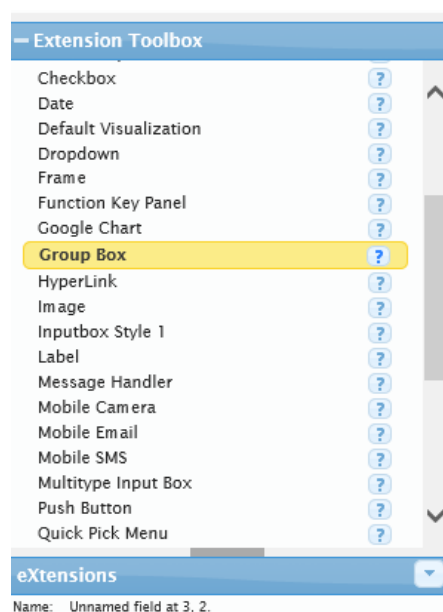 Extension Toolbox
Checkbox ?
Date ?
Default Visualization ?
Dropdown ?
Frame ?
Function Key Panel ?
Google Chart ?
Group Box ?
HyperLink ?
Image ?
Inputbox Style 1 ?
Label ?
Message Handler ?
Mobile Camera ?
Mobile Email ?
Mobile SMS ?
Multitype Input Box ?
Push Button ?
Quick Pick Menu ?
eXtensions
Name: Unnamed field at 3, 2.